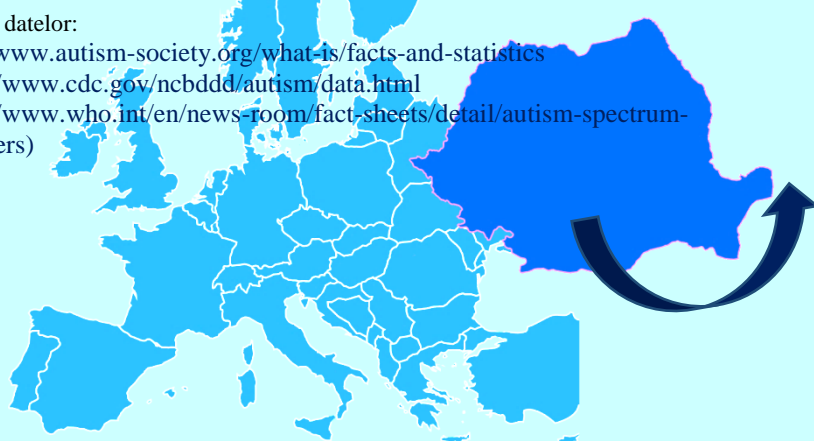 datelor:
www.autism-society.org/what-is/facts-and-statistics
/www.cdc.gov/ncbddd/autism/data.html
/www.who.int/en/news-room/fact-sheets/detail/autism-spectrum-
ers)